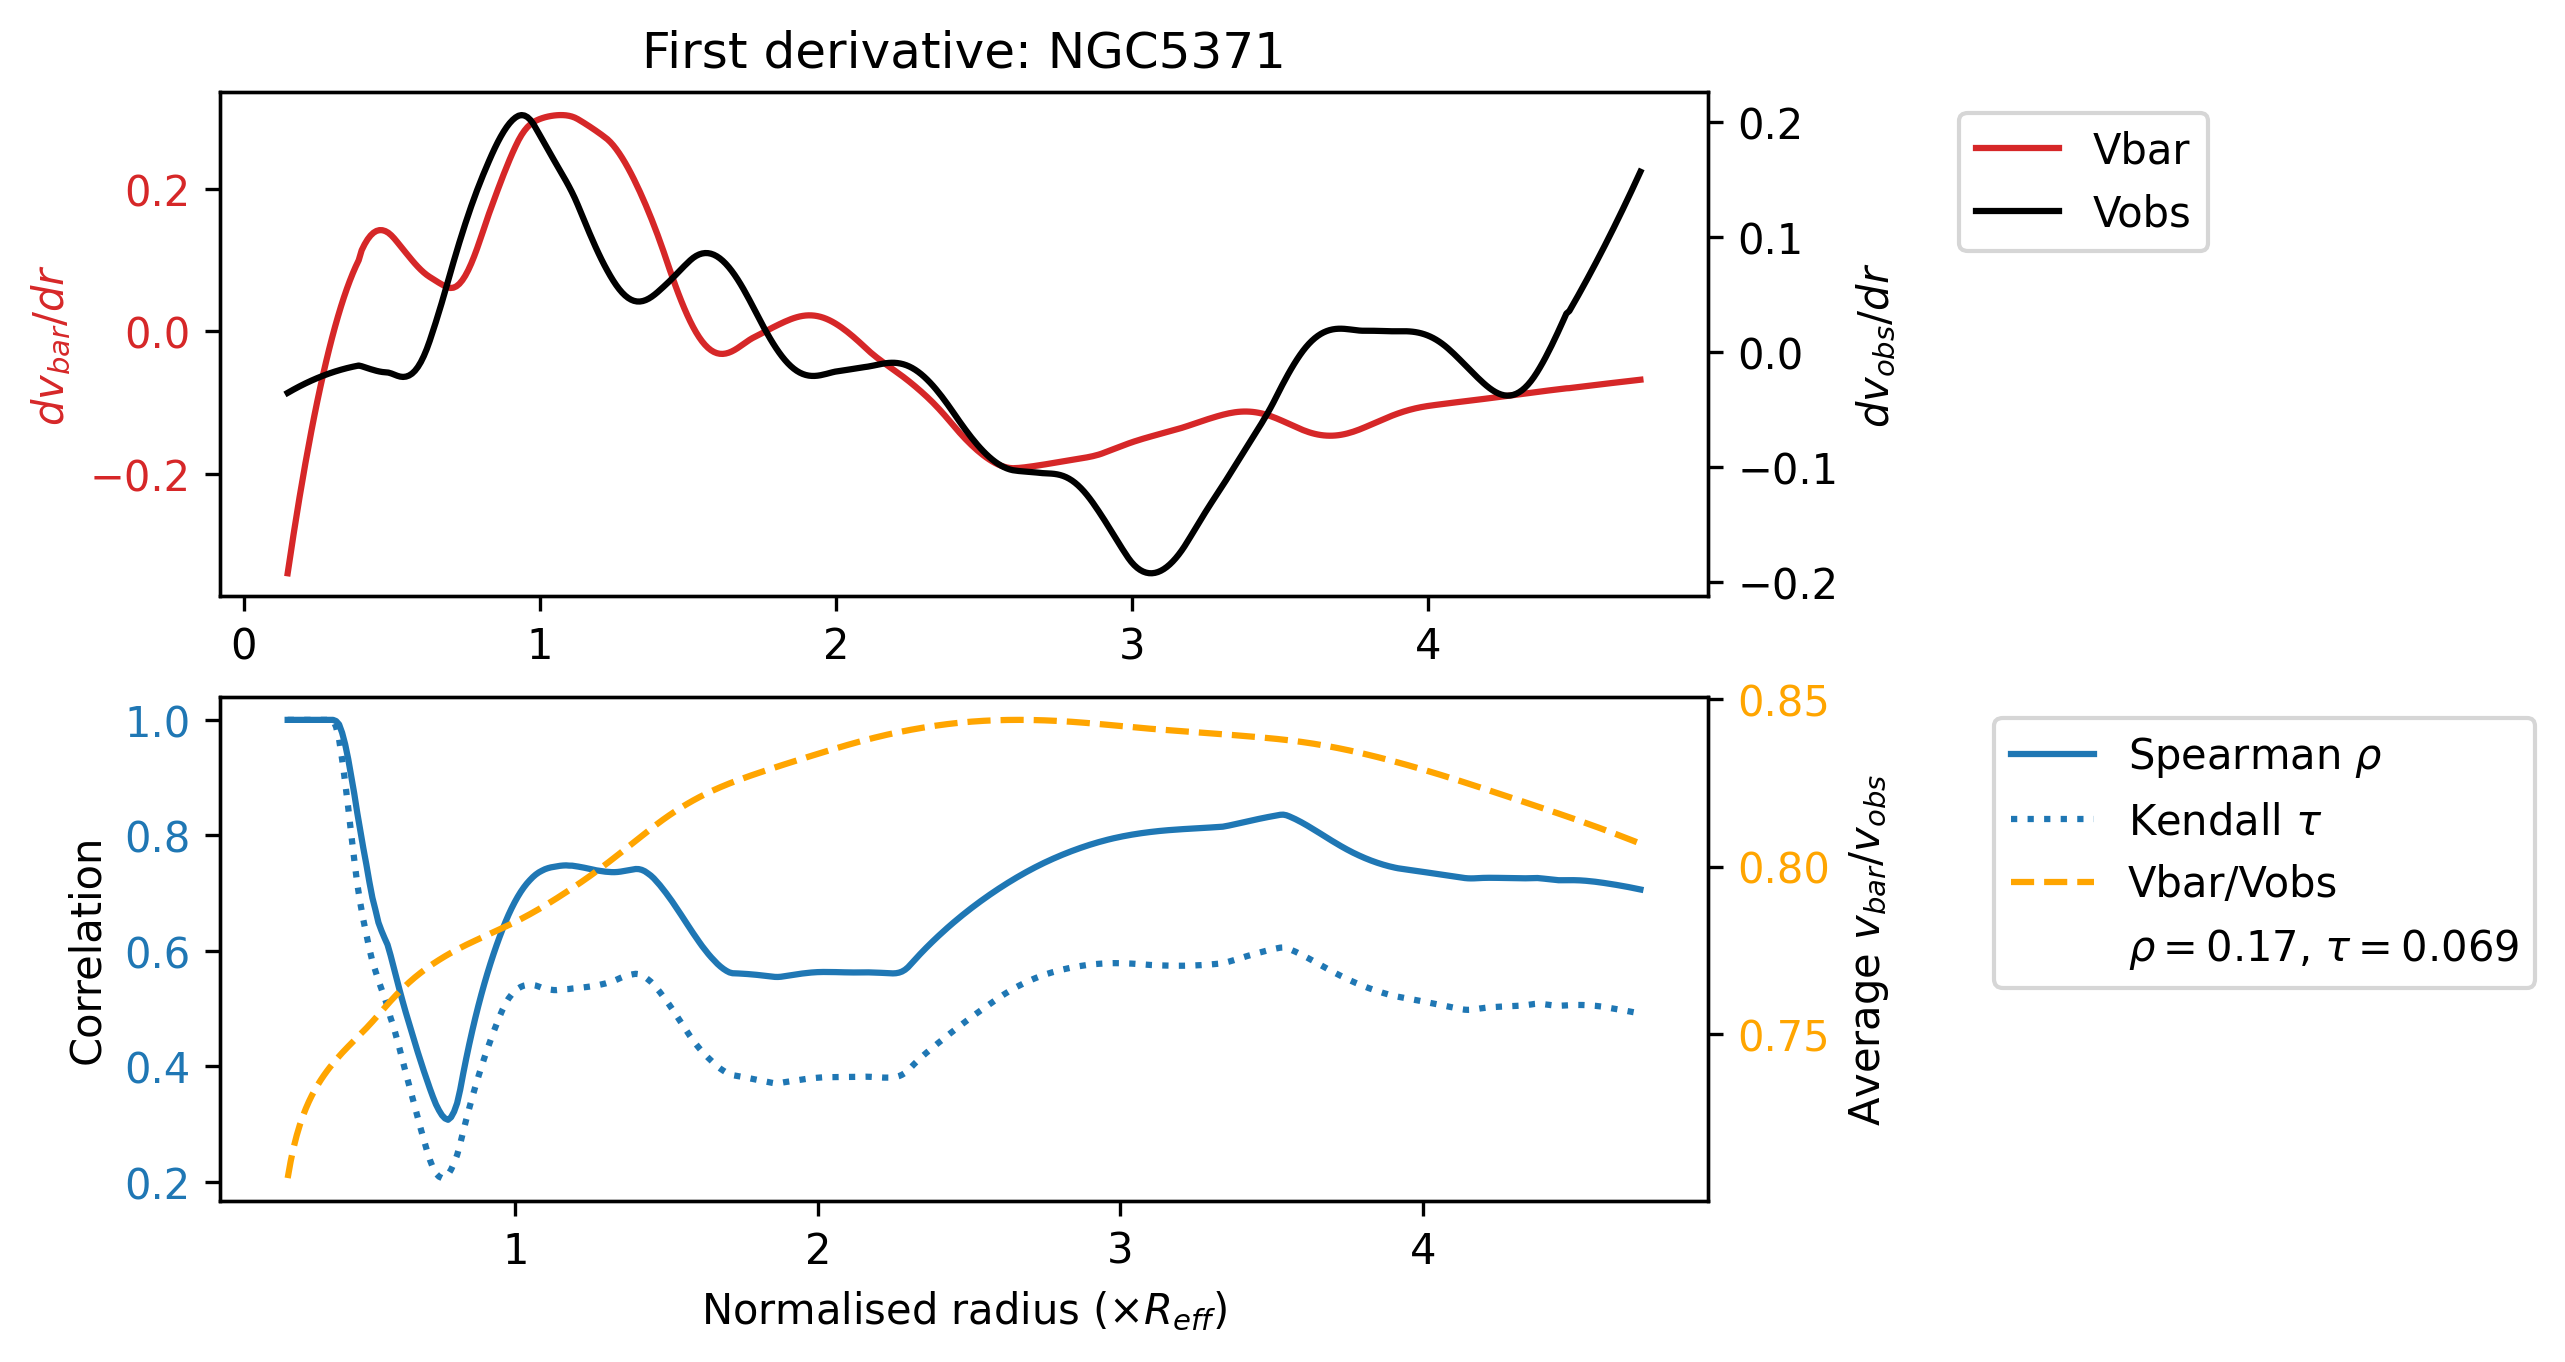 First derivative: NGC5371
0.2
0.0
−0.2
dv_bar/dr
0.2
0.1
0.0
−0.1
−0.2
dv_obs/dr
Vbar
Vobs
0 1 2 3 4
1.0
0.8
0.6
0.4
0.2
Correlation
0.85
0.80
0.75
Average v_bar/v_obs
Spearman ρ
Kendall τ
Vbar/Vobs
ρ = 0.17, τ = 0.069
1 2 3 4
Normalised radius (×R_eff)